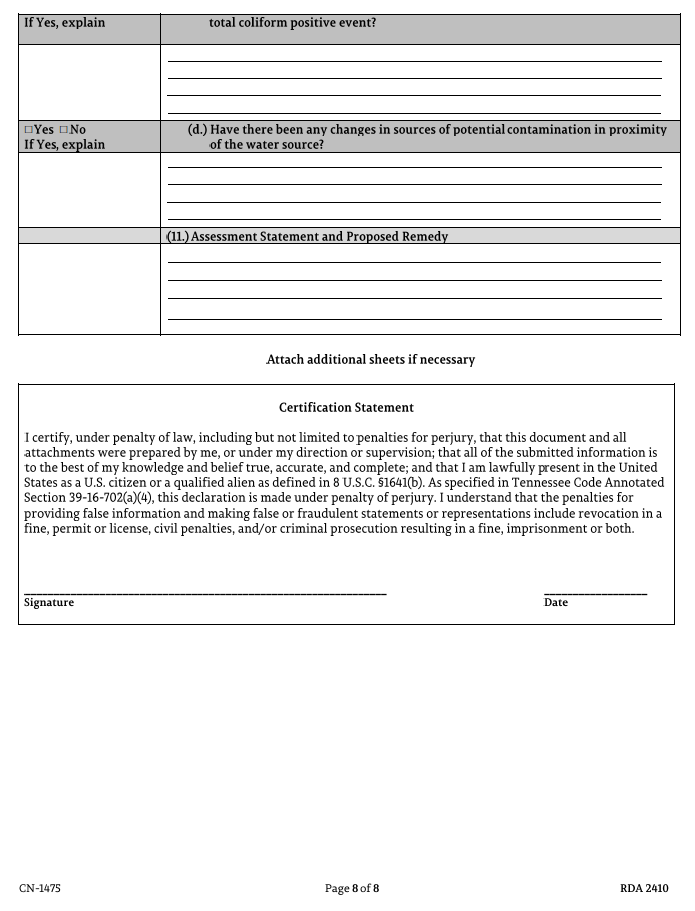 If Yes, explain total coliform positive event?
☐Yes ☐No (d.) Have there been any changes in sources of potential contamination in proximity
If Yes, explain of the water source?
(11.) Assessment Statement and Proposed Remedy
Attach additional sheets if necessary
Certification Statement
I certify, under penalty of law, including but not limited to penalties for perjury, that this document and all
attachments were prepared by me, or under my direction or supervision; that all of the submitted information is
to the best of my knowledge and belief true, accurate, and complete; and that I am lawfully present in the United
States as a U.S. citizen or a qualified alien as defined in 8 U.S.C. §1641(b). As specified in Tennessee Code Annotated
Section 39-16-702(a)(4), this declaration is made under penalty of perjury. I understand that the penalties for
providing false information and making false or fraudulent statements or representations include revocation in a
fine, permit or license, civil penalties, and/or criminal prosecution resulting in a fine, imprisonment or both.
Signature Date
CN-1475 Page 8 of 8 RDA 2410